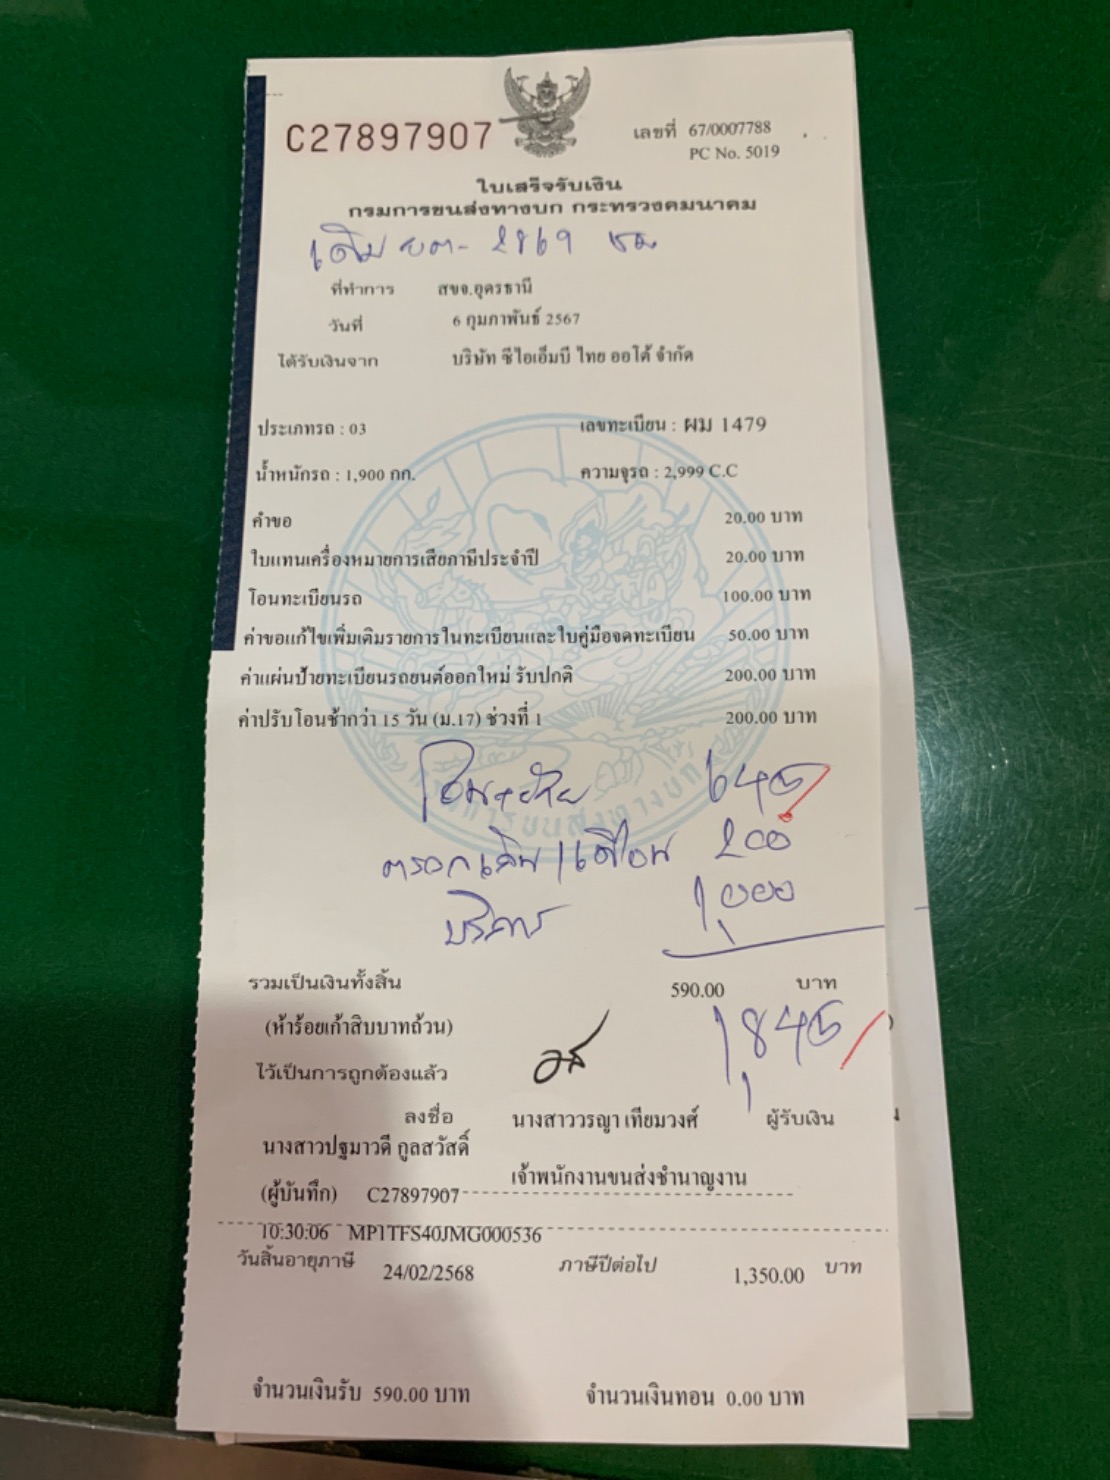 C27897907
เลขที่ 67/0007788
PC No. 5019
ใบเสร็จรับเงิน
กรมการขนส่งทางบก กระทรวงคมนาคม
เดิม
ที่ทำการ สขจ.อุดรธานี
วันที่ 6 กุมภาพันธ์ 2567
ได้รับเงินจาก บริษัท ซีไอเอ็มบี ไทย ออโต้ จำกัด
ประเภทรถ : 03 เลขทะเบียน : ผม 1479
น้ำหนักรถ : 1,900 กก. ความจุรถ : 2,999 C.C
คำขอ 20.00 บาท
ใบแทนเครื่องหมายการเสียภาษีประจำปี 20.00 บาท
โอนทะเบียนรถ 100.00 บาท
ค่าขอแก้ไขเพิ่มเติมรายการในทะเบียนและใบคู่มือจดทะเบียน 50.00 บาท
ค่าแผ่นป้ายทะเบียนรถยนต์ออกใหม่ รับปกติ 200.00 บาท
ค่าปรับโอนช้ากว่า 15 วัน (ม.17) ช่วงที่ 1 200.00 บาท
กรมการขนส่งทางบก
645
200
บริการ 1,000
รวมเป็นเงินทั้งสิ้น 590.00 บาท
(ห้าร้อยเก้าสิบบาทถ้วน) 1,845
ไว้เป็นการถูกต้องแล้ว
ลงชื่อ นางสาววรญา เทียมวงศ์ ผู้รับเงิน
นางสาวปฐมาวดี กูลสวัสดิ์
เจ้าพนักงานขนส่งชำนาญงาน
(ผู้บันทึก) C27897907
10:30:06 MP1TFS40JMG000536
วันสิ้นอายุภาษี 24/02/2568 ภาษีปีต่อไป 1,350.00 บาท
จำนวนเงินรับ 590.00 บาท จำนวนเงินทอน 0.00 บาท